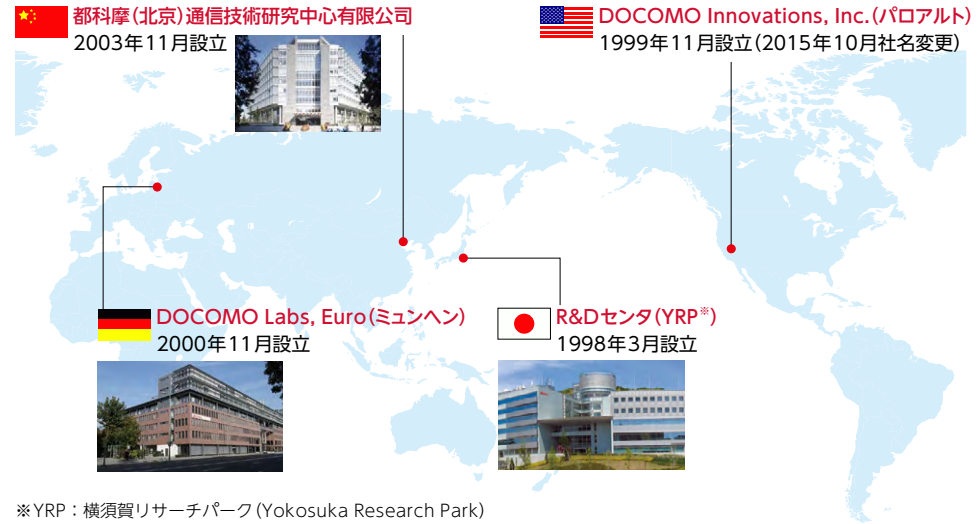 都科摩(北京)通信技術研究中心有限公司
2003年11月設立
DOCOMO Innovations, Inc.(パロアルト)
1999年11月設立(2015年10月社名変更)
DOCOMO Labs, Euro(ミュンヘン)
2000年11月設立
R&Dセンタ(YRP※)
1998年3月設立
※YRP：横須賀リサーチパーク(Yokosuka Research Park)